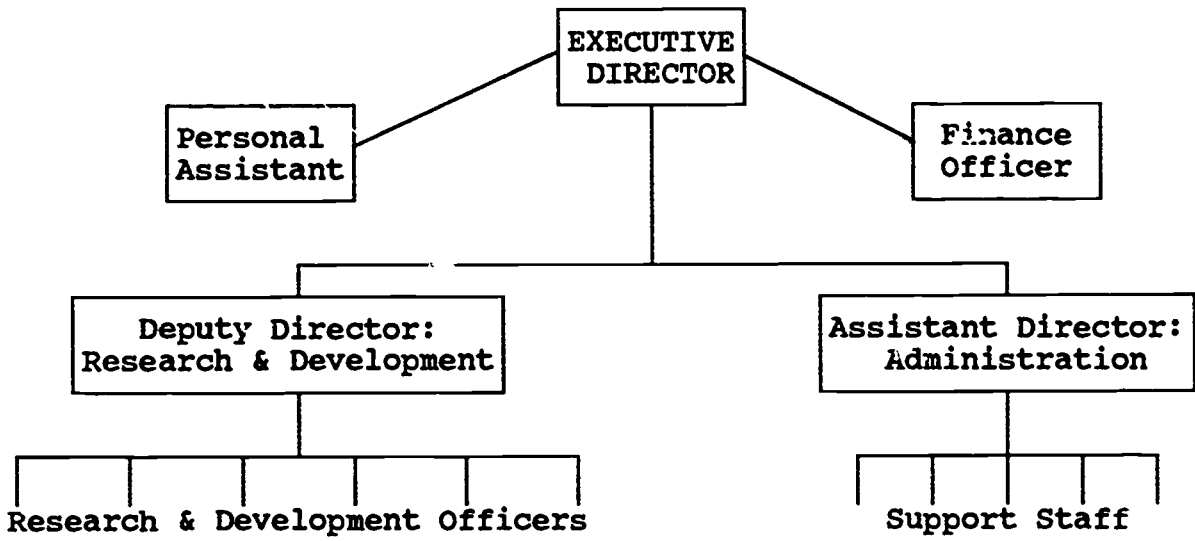 EXECUTIVE
DIRECTOR
Personal
Assistant
Finance
Officer
Deputy Director:
Research & Development
Assistant Director:
Administration
Research & Development Officers
Support Staff